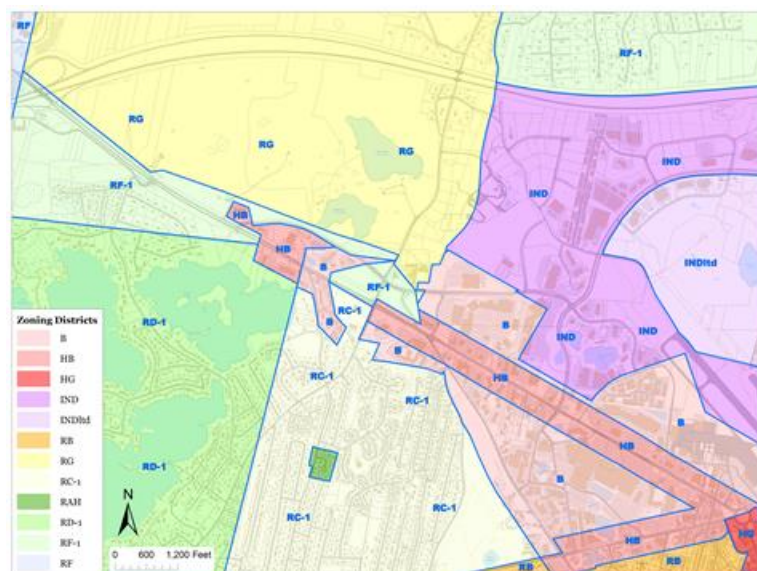 RF
RF-1
RG
RG
RG
IND
IND
RF-1
HB
HB
B
INDltd
RF-1
RC-1
B
B
IND
IND
RD-1
B
HB
RC-1
RC-1
B
HB
B
RD-1
RC-1
RC-1
HB
HG
RB
RB
Zoning Districts
B
HB
HG
IND
INDltd
RB
RG
RC-1
RAH
RD-1
RF-1
RF
N
0 600 1,200 Feet